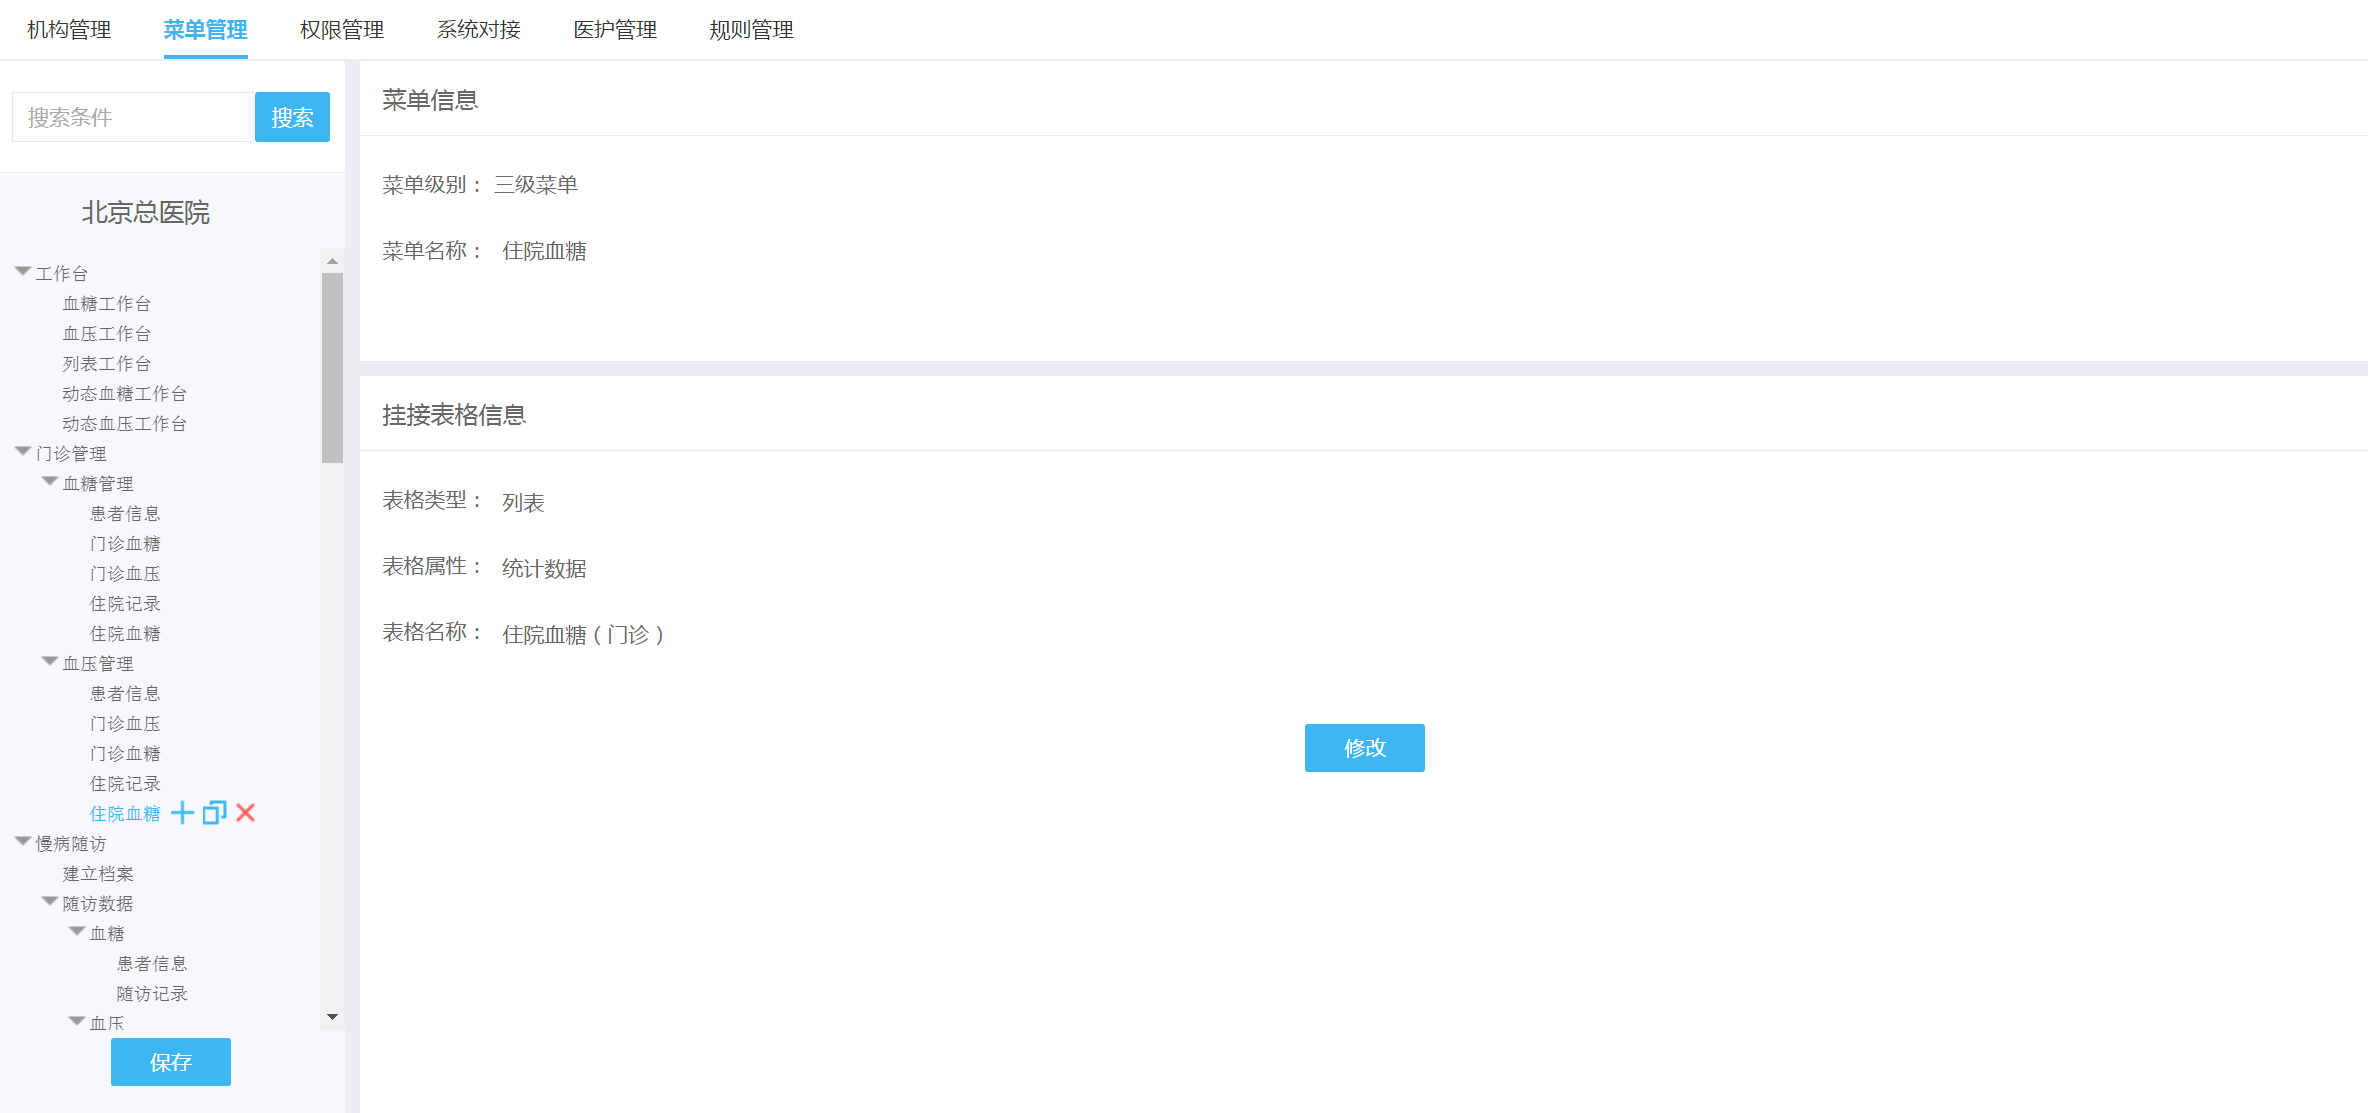 机构管理 菜单管理 权限管理 系统对接 医护管理 规则管理
搜索条件 搜索
北京总医院
工作台
血糖工作台
血压工作台
列表工作台
动态血糖工作台
动态血压工作台
门诊管理
血糖管理
患者信息
门诊血糖
门诊血压
住院记录
住院血糖
血压管理
患者信息
门诊血压
门诊血糖
住院记录
住院血糖
慢病随访
建立档案
随访数据
血糖
患者信息
随访记录
血压
保存
菜单信息
菜单级别： 三级菜单
菜单名称： 住院血糖
挂接表格信息
表格类型： 列表
表格属性： 统计数据
表格名称： 住院血糖（门诊）
修改